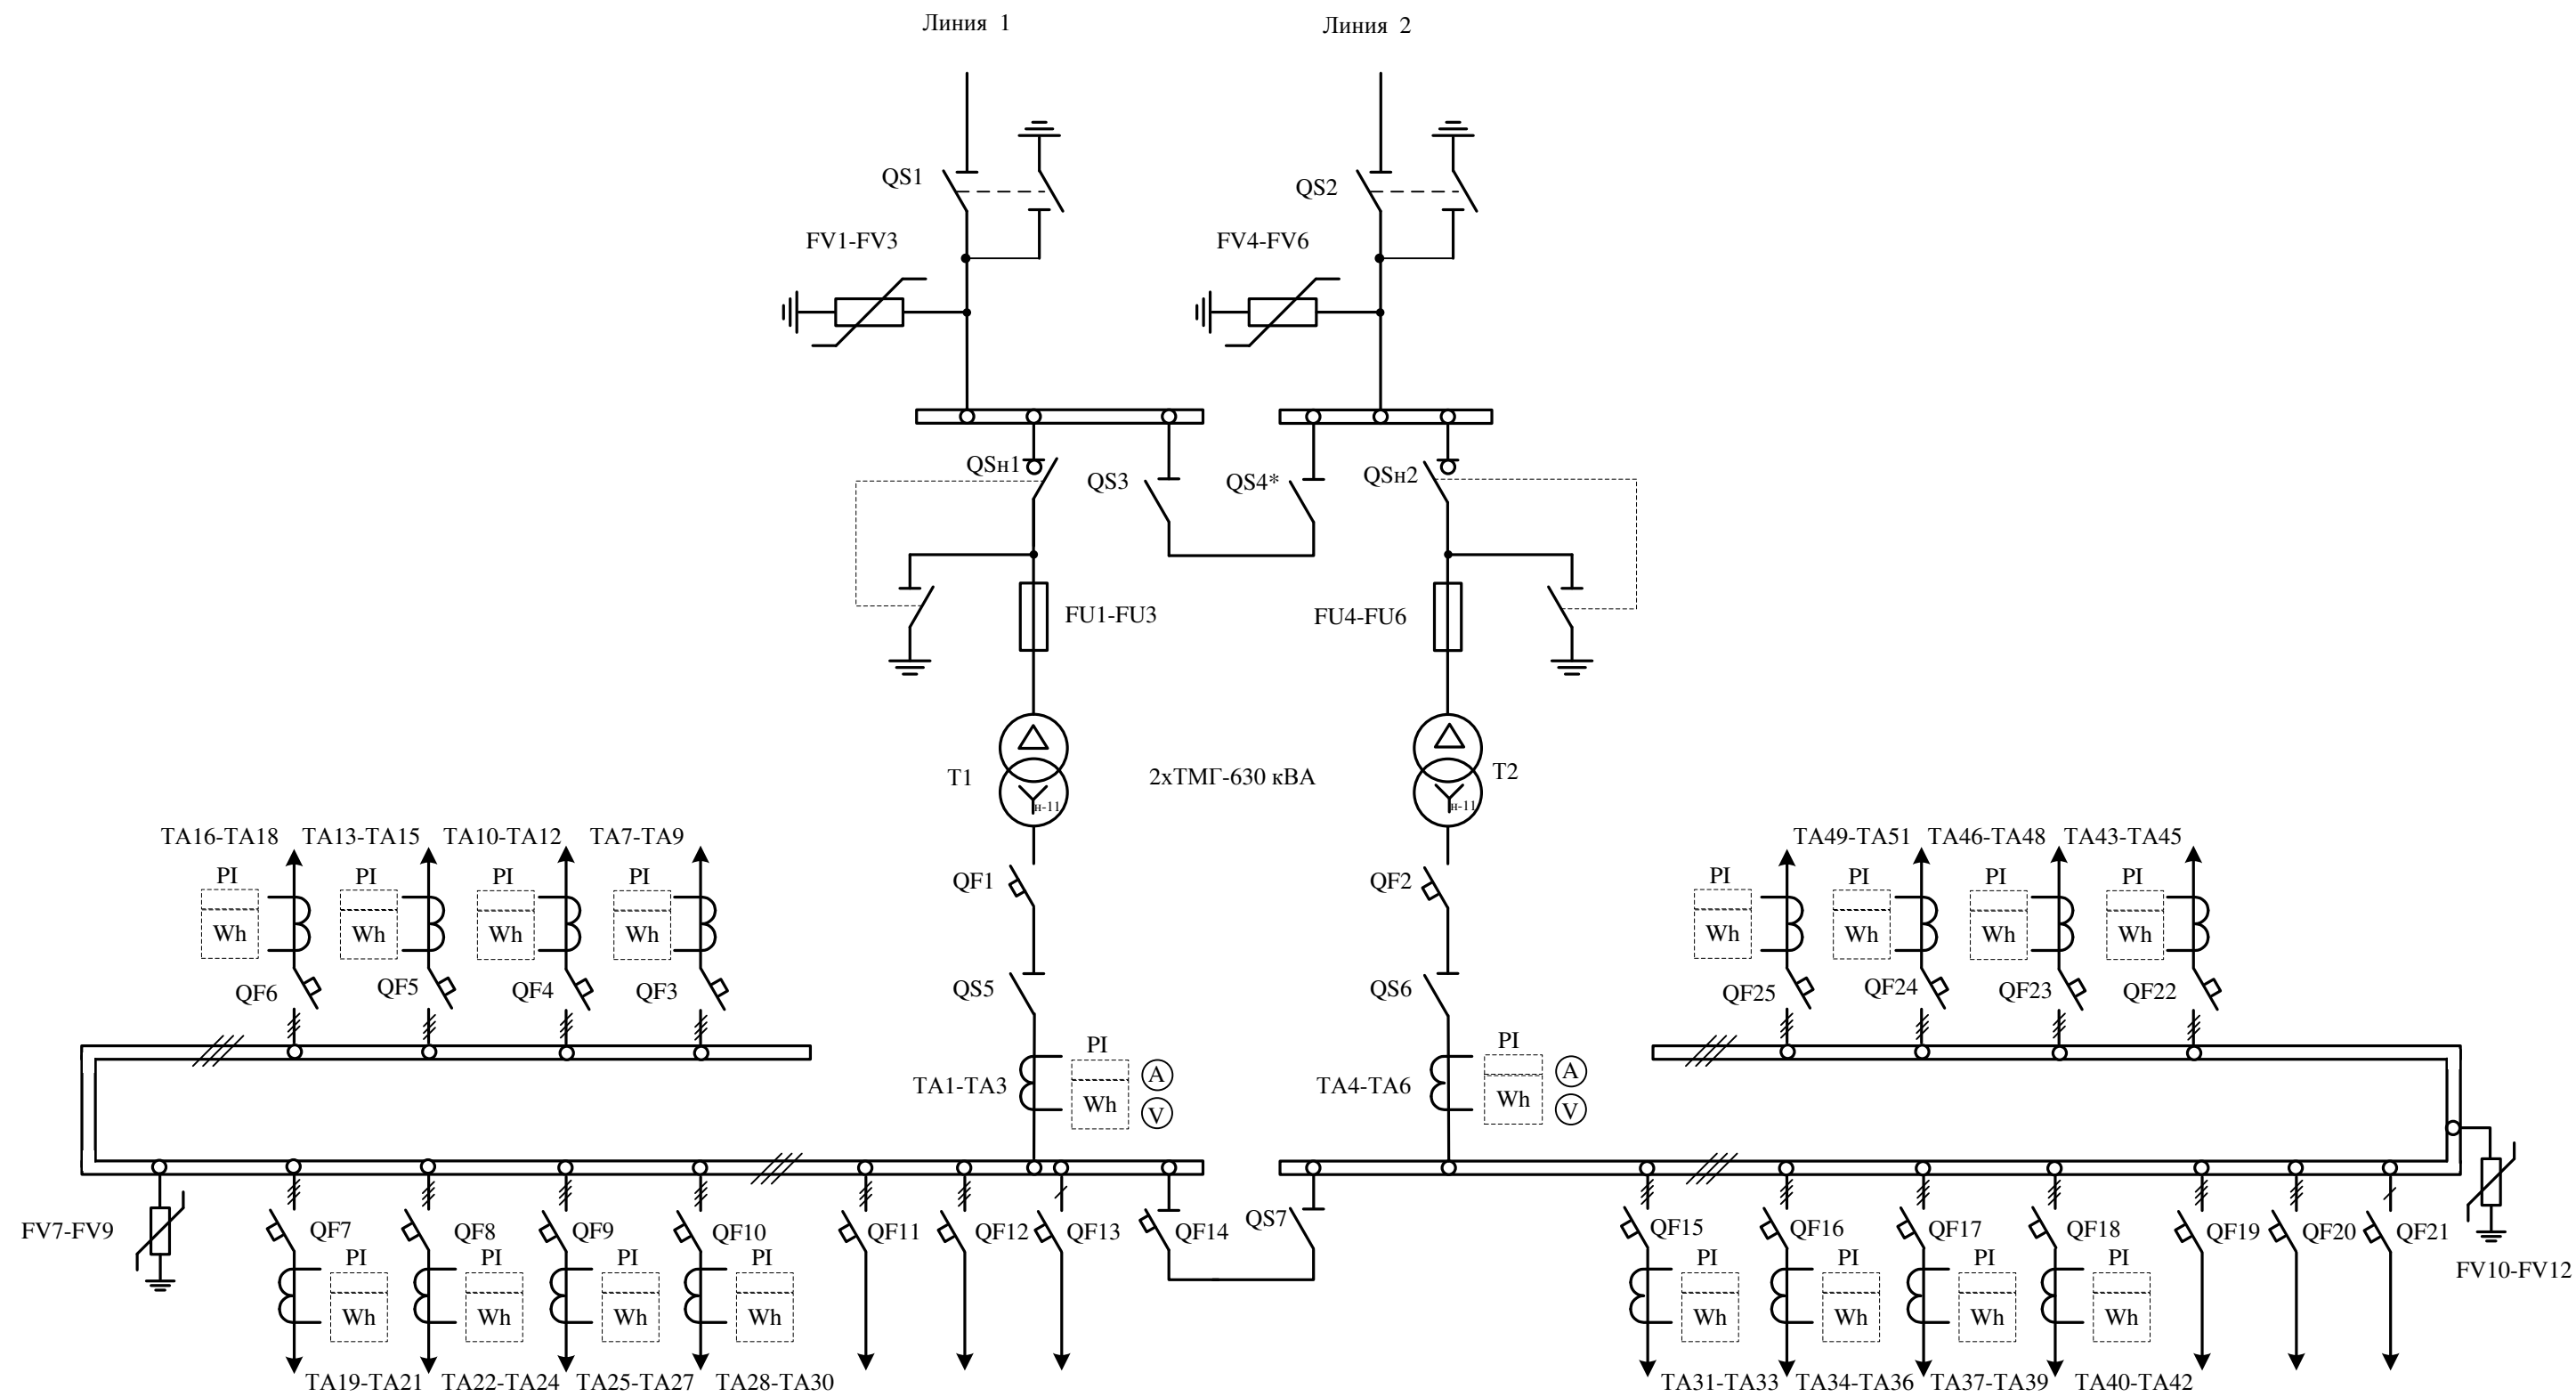 Линия 1
Линия 2
QS1
QS2
FV1-FV3
FV4-FV6
QSн1
QS3
QS4*
QSн2
FU1-FU3
FU4-FU6
T1
н-11
2хТМГ-630 кВА
T2
н-11
TA16-TA18
TA13-TA15
TA10-TA12
TA7-TA9
TA49-TA51
TA46-TA48
TA43-TA45
PI
PI
PI
PI
QF1
QF2
PI
PI
PI
PI
Wh
Wh
Wh
Wh
Wh
Wh
Wh
Wh
QF6
QF5
QF4
QF3
QS5
QS6
QF25
QF24
QF23
QF22
PI
PI
TA1-TA3
Wh
A
V
TA4-TA6
Wh
A
V
FV7-FV9
QF7
QF8
QF9
QF10
QF11
QF12
QF13
QF14
QS7
QF15
QF16
QF17
QF18
QF19
QF20
QF21
FV10-FV12
PI
PI
PI
PI
PI
PI
PI
PI
Wh
Wh
Wh
Wh
Wh
Wh
Wh
Wh
TA19-TA21
TA22-TA24
TA25-TA27
TA28-TA30
TA31-TA33
TA34-TA36
TA37-TA39
TA40-TA42